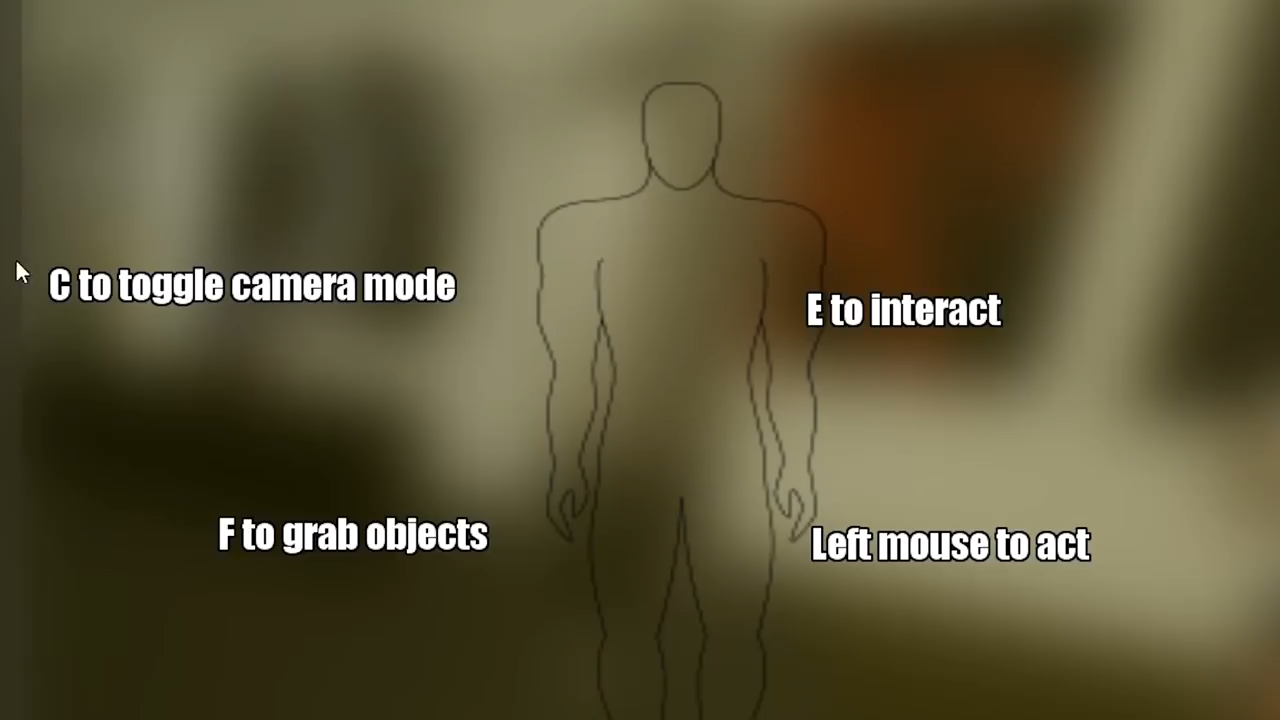 C to toggle camera mode
E to interact
F to grab objects
Left mouse to act